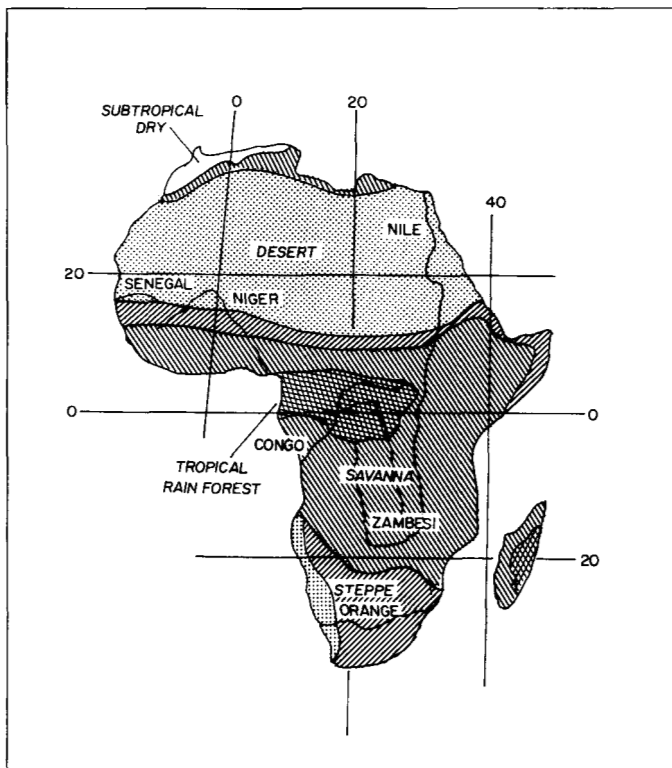 0
20
SUBTROPICAL
DRY
40
NILE
DESERT
20
SENEGAL
NIGER
0
0
CONGO
TROPICAL
RAIN FOREST
SAVANNA
ZAMBESI
20
STEPPE
ORANGE